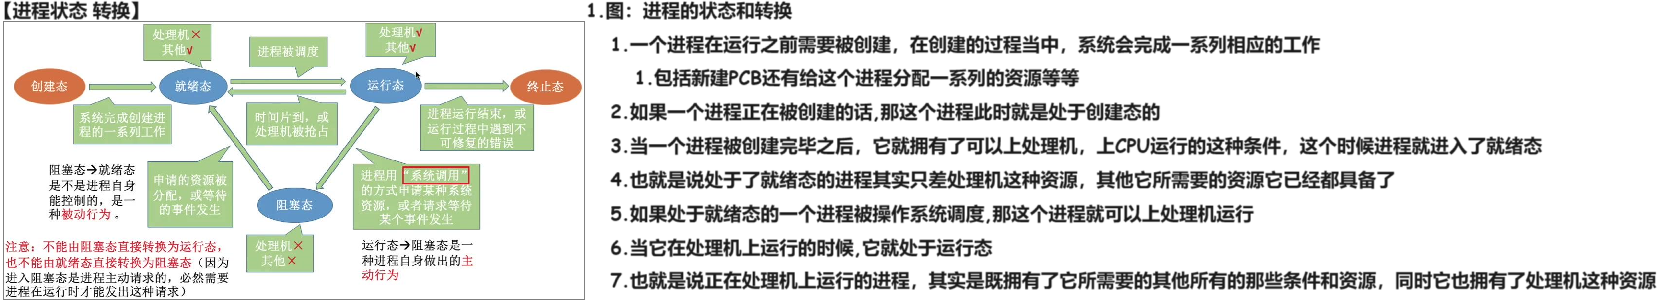 【进程状态 转换】
处理机×
其他√
进程被调度
处理机√
其他√
创建态
就绪态
运行态
终止态
系统完成创建进
程的一系列工作
时间片到，或
处理机被抢占
进程运行结束，或
运行过程中遇到不
可修复的错误
阻塞态→就绪态
是不是进程自身
能控制的，是一
种被动行为。
申请的资源被
分配，或等待
的事件发生
进程用“系统调用”
的方式申请某种系统
资源，或者请求等待
某个事件发生
阻塞态
处理机×
其他×
运行态→阻塞态是一
种进程自身做出的主
动行为
注意：不能由阻塞态直接转换为运行态，
也不能由就绪态直接转换为阻塞态（因为
进入阻塞态是进程主动请求的，必然需要
进程在运行时才能发出这种请求）
1.图：进程的状态和转换
1.一个进程在运行之前需要被创建，在创建的过程当中，系统会完成一系列相应的工作
1.包括新建PCB还有给这个进程分配一系列的资源等等
2.如果一个进程正在被创建的话,那这个进程此时就是处于创建态的
3.当一个进程被创建完毕之后，它就拥有了可以上处理机，上CPU运行的这种条件，这个时候进程就进入了就绪态
4.也就是说处于了就绪态的进程其实只差处理机这种资源，其他它所需要的资源它已经都具备了
5.如果处于就绪态的一个进程被操作系统调度,那这个进程就可以上处理机运行
6.当它在处理机上运行的时候,它就处于运行态
7.也就是说正在处理机上运行的进程，其实是既拥有了它所需要的其他所有的那些条件和资源，同时它也拥有了处理机这种资源